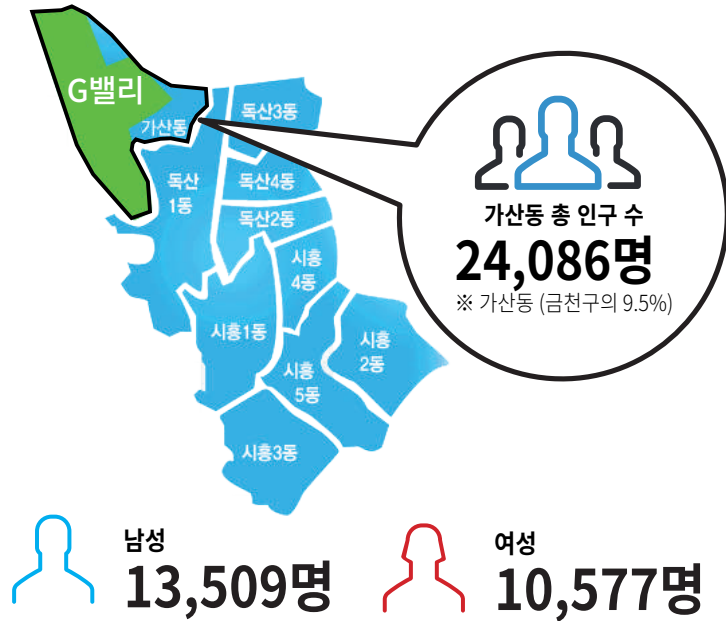 G밸리
가산동
독산3동
독산
1동
독산4동
독산2동
시흥
4동
시흥1동
시흥
2동
시흥
5동
시흥3동
가산동 총 인구 수
24,086명
※ 가산동 (금천구의 9.5%)
남성
13,509명
여성
10,577명